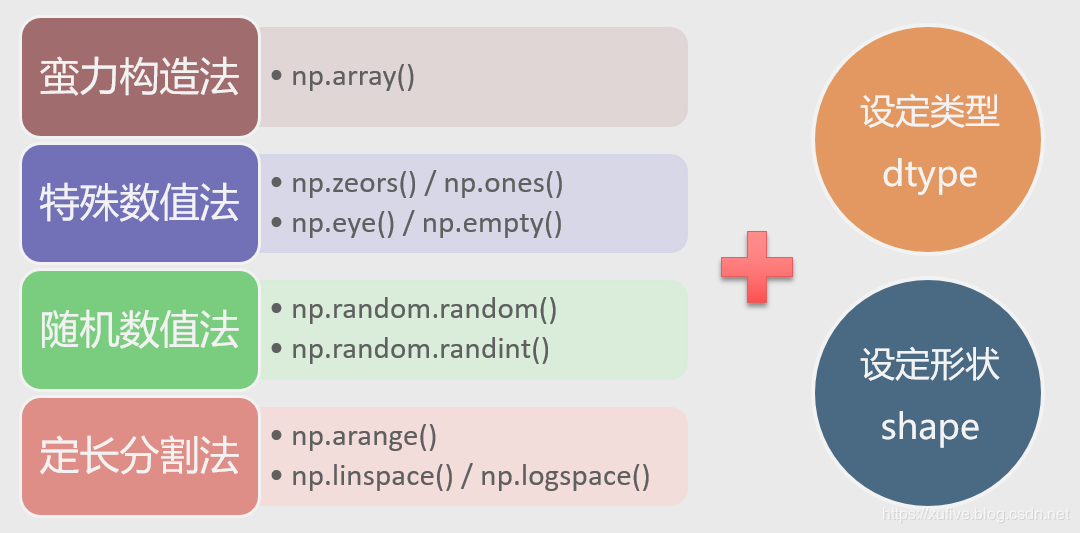 蛮力构造法
• np.array()
特殊数值法
• np.zeors() / np.ones()
• np.eye() / np.empty()
随机数值法
• np.random.random()
• np.random.randint()
定长分割法
• np.arange()
• np.linspace() / np.logspace()
设定类型
dtype
设定形状
shape
https://xufive.blog.csdn.net